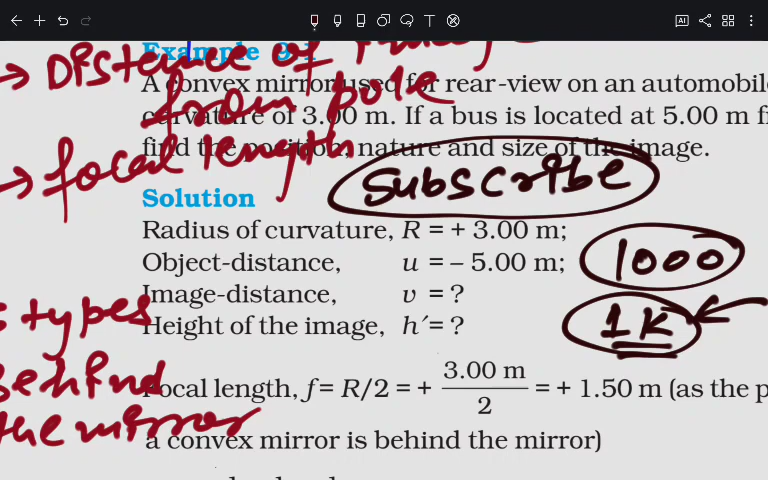 Example 9.1
→ Distance of image
A convex mirror used for rear-view on an automobile
from pole
curvature of 3.00 m. If a bus is located at 5.00 m f
find the position, nature and size of the image.
→ focal length
Subscribe
Solution
Radius of curvature, R = + 3.00 m;
Object-distance, u = – 5.00 m;
1000
Image-distance, v = ?
types
Height of the image, h′= ?
1K
Behind
Focal length, f = R/2 = + 3.00 m / 2 = + 1.50 m (as the p
the mirror
a convex mirror is behind the mirror)